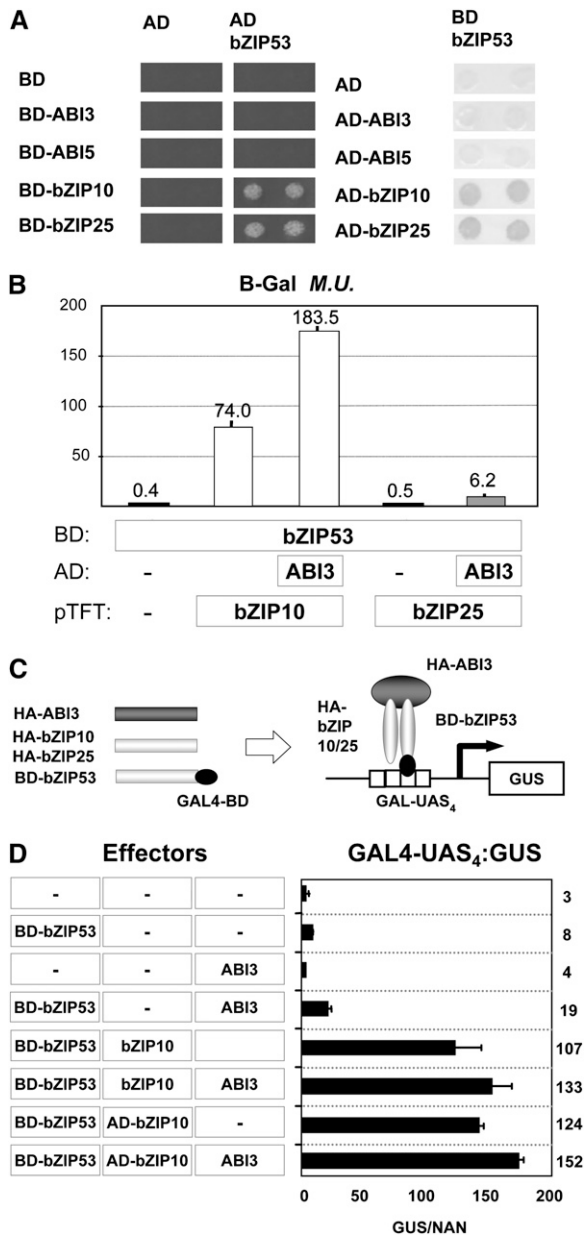 A
AD
AD
bZIP53
BD
bZIP53
BD
BD-ABI3
BD-ABI5
BD-bZIP10
BD-bZIP25
AD
AD-ABI3
AD-ABI5
AD-bZIP10
AD-bZIP25
B
B-Gal M.U.
200
150
100
50
0.4
74.0
183.5
0.5
6.2
BD: bZIP53
AD: - ABI3 - ABI3
pTFT: - bZIP10 bZIP25
C
HA-ABI3
HA-bZIP10
HA-bZIP25
BD-bZIP53
GAL4-BD
HA-ABI3
HA-
bZIP
10/25
BD-bZIP53
GUS
GAL-UAS4
D
Effectors GAL4-UAS4:GUS
- - - 3
BD-bZIP53 - - 8
- - ABI3 4
BD-bZIP53 - ABI3 19
BD-bZIP53 bZIP10 107
BD-bZIP53 bZIP10 ABI3 133
BD-bZIP53 AD-bZIP10 - 124
BD-bZIP53 AD-bZIP10 ABI3 152
0 50 100 150 200
GUS/NAN